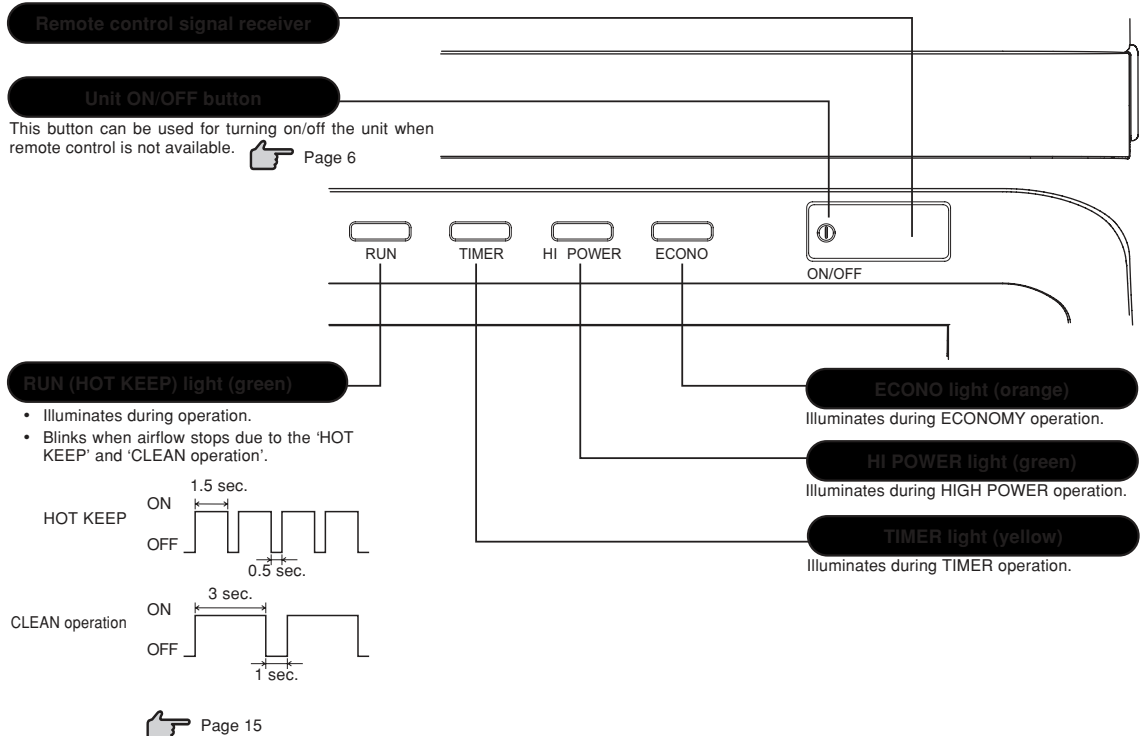 Remote control signal receiver
Unit ON/OFF button
This button can be used for turning on/off the unit when
remote control is not available.
Page 6
RUN
TIMER
HI POWER
ECONO
ON/OFF
RUN (HOT KEEP) light (green)
• Illuminates during operation.
• Blinks when airflow stops due to the ‘HOT
KEEP’ and ‘CLEAN operation’.
1.5 sec.
ON
HOT KEEP
OFF
0.5 sec.
3 sec.
ON
CLEAN operation
OFF
1 sec.
Page 15
ECONO light (orange)
Illuminates during ECONOMY operation.
HI POWER light (green)
Illuminates during HIGH POWER operation.
TIMER light (yellow)
Illuminates during TIMER operation.